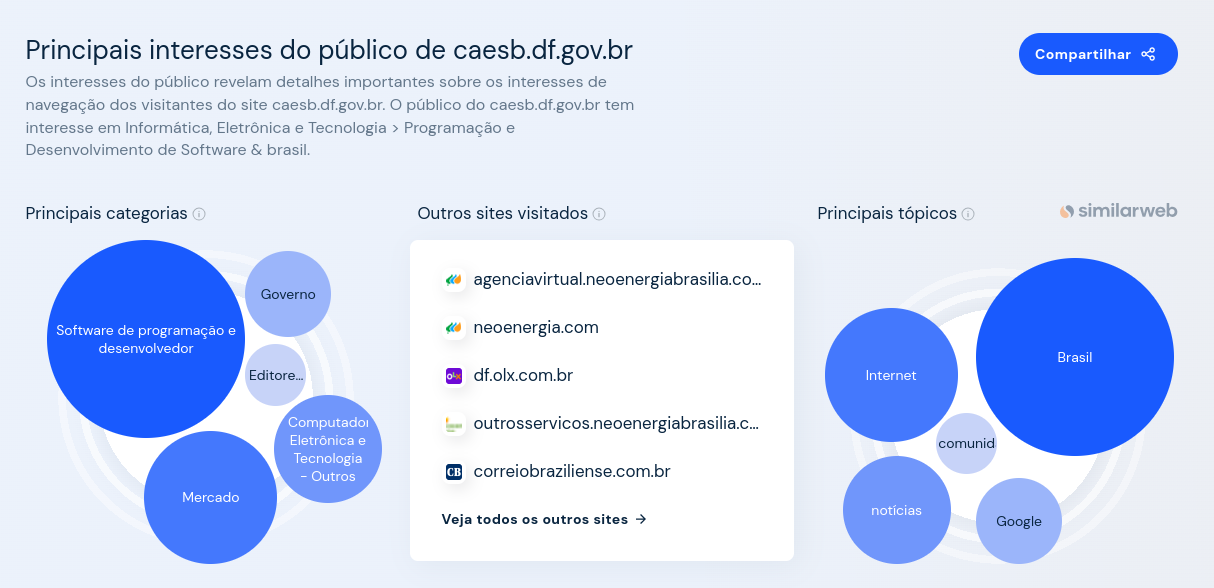 Principais interesses do público de caesb.df.gov.br
Compartilhar
Os interesses do público revelam detalhes importantes sobre os interesses de
navegação dos visitantes do site caesb.df.gov.br. O público do caesb.df.gov.br tem
interesse em Informática, Eletrônica e Tecnologia > Programação e
Desenvolvimento de Software & brasil.
Principais categorias
Software de programação e
desenvolvedor
Governo
Editore...
Computador
Eletrônica e
Tecnologia
- Outros
Mercado
Outros sites visitados
agenciavirtual.neoenergiabrasilia.co...
neoenergia.com
df.olx.com.br
outrosservicos.neoenergiabrasilia.c...
CB
correiobraziliense.com.br
Veja todos os outros sites →
Principais tópicos
similarweb
Brasil
Internet
comunid
notícias
Google